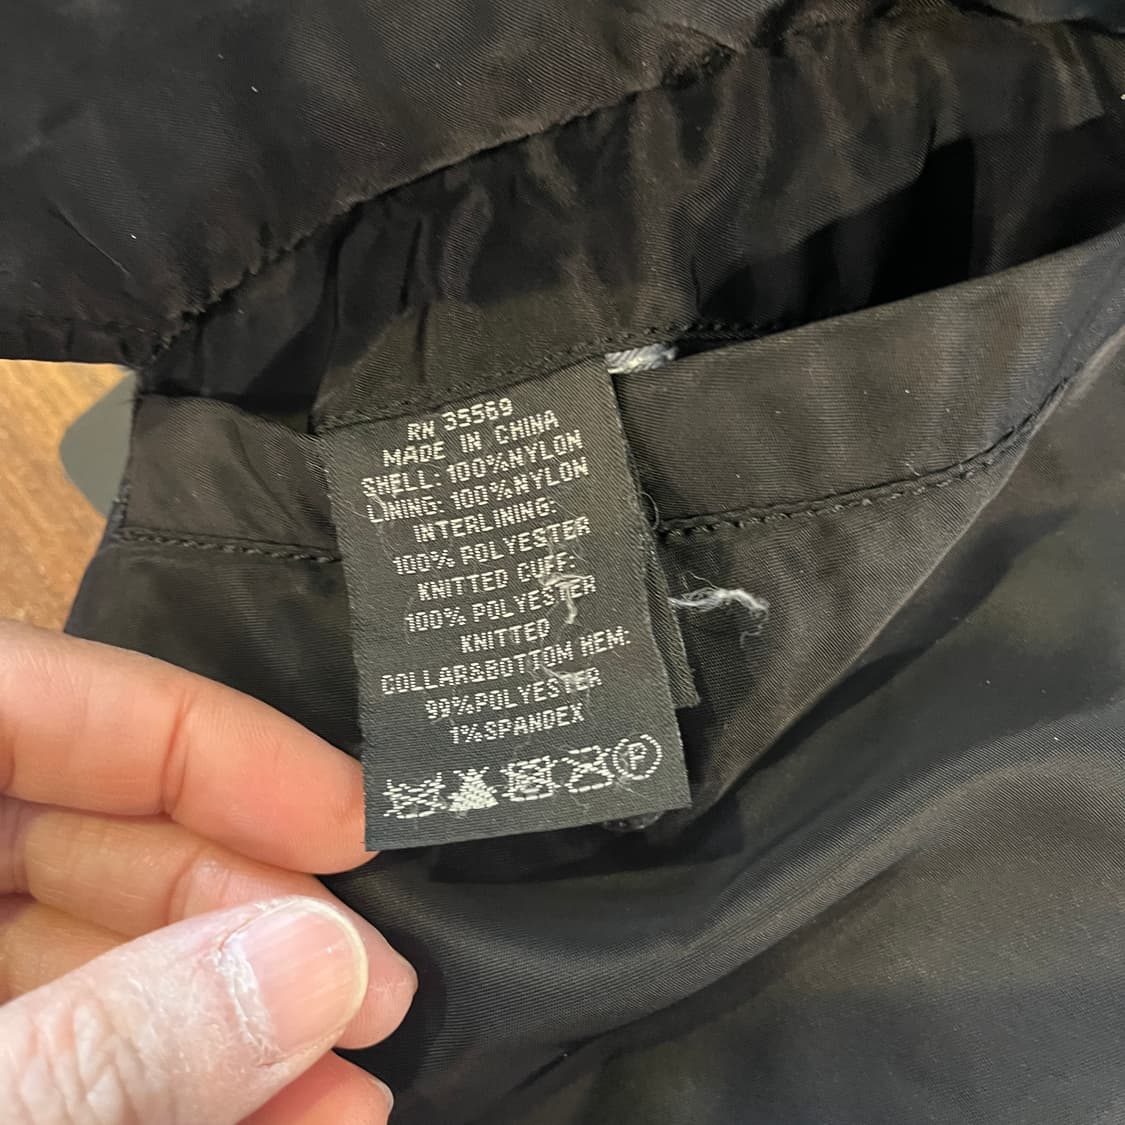 RN 35569
MADE IN CHINA
SHELL: 100%NYLON
LINING: 100%NYLON
INTERLINING:
100% POLYESTER
KNITTED CUFF:
100% POLYESTER
KNITTED
COLLAR&BOTTOM HEM:
99%POLYESTER
1%SPANDEX
P